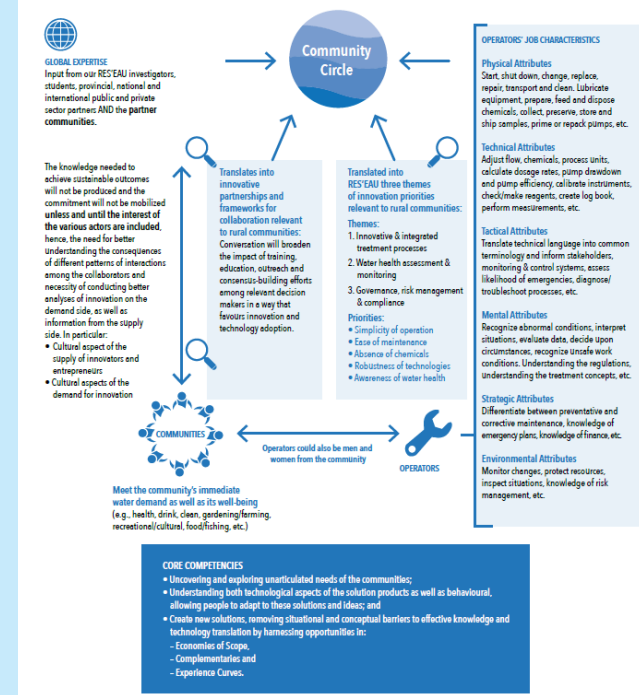 Community
Circle
GLOBAL EXPERTISE
Input from our RES'EAU investigators,
students, provincial, national and
international public and private
sector partners AND the partner
communities.
The knowledge needed to
achieve sustainable outcomes
will not be produced and the
commitment will not be mobilized
unless and until the interest of
the various actors are included,
hence, the need for better
understanding the consequences
of different patterns of interactions
among the collaborators and
necessity of conducting better
analyses of innovation on the
demand side, as well as
information from the supply
side. In particular:
• Cultural aspect of the
supply of innovators and
entrepreneurs
• Cultural aspects of the
demand for innovation
Translates into
innovative
partnerships and
frameworks for
collaboration relevant
to rural communities:
Conversation will broaden
the impact of training,
education, outreach and
consensus-building efforts
among relevant decision
makers in a way that
favours innovation and
technology adoption.
Translated into
RES'EAU three themes
of innovation priorities
relevant to rural communities:
Themes:
1. Innovative & integrated
treatment processes
2. Water health assessment &
monitoring
3. Governance, risk management
& compliance
Priorities:
• Simplicity of operation
• Ease of maintenance
• Absence of chemicals
• Robustness of technologies
• Awareness of water health
OPERATORS' JOB CHARACTERISTICS
Physical Attributes
Start, shut down, change, replace,
repair, transport and clean. Lubricate
equipment, prepare, feed and dispose
chemicals, collect, preserve, store and
ship samples, prime or repack pumps, etc.
Technical Attributes
Adjust flow, chemicals, process units,
calculate dosage rates, pump drawdown
and pump efficiency, calibrate instruments,
check/make reagents, create log book,
perform measurements, etc.
Tactical Attributes
Translate technical language into common
terminology and inform stakeholders,
monitoring & control systems, assess
likelihood of emergencies, diagnose/
troubleshoot processes, etc.
Mental Attributes
Recognize abnormal conditions, interpret
situations, evaluate data, decide upon
circumstances, recognize unsafe work
conditions. Understanding the regulations,
understanding the treatment concepts, etc.
Strategic Attributes
Differentiate between preventative and
corrective maintenance, knowledge of
emergency plans, knowledge of finance, etc.
Environmental Attributes
Monitor changes, protect resources,
inspect situations, knowledge of risk
management, etc.
COMMUNITIES
Operators could also be men and
women from the community
OPERATORS
Meet the community's immediate
water demand as well as its well-being
(e.g., health, drink, clean, gardening/farming,
recreational/cultural, food/fishing, etc.)
CORE COMPETENCIES
• Uncovering and exploring unarticulated needs of the communities;
• Understanding both technological aspects of the solution products as well as behavioural,
allowing people to adapt to these solutions and ideas; and
• Create new solutions, removing situational and conceptual barriers to effective knowledge and
technology translation by harnessing opportunities in:
– Economies of Scope,
– Complementaries and
– Experience Curves.